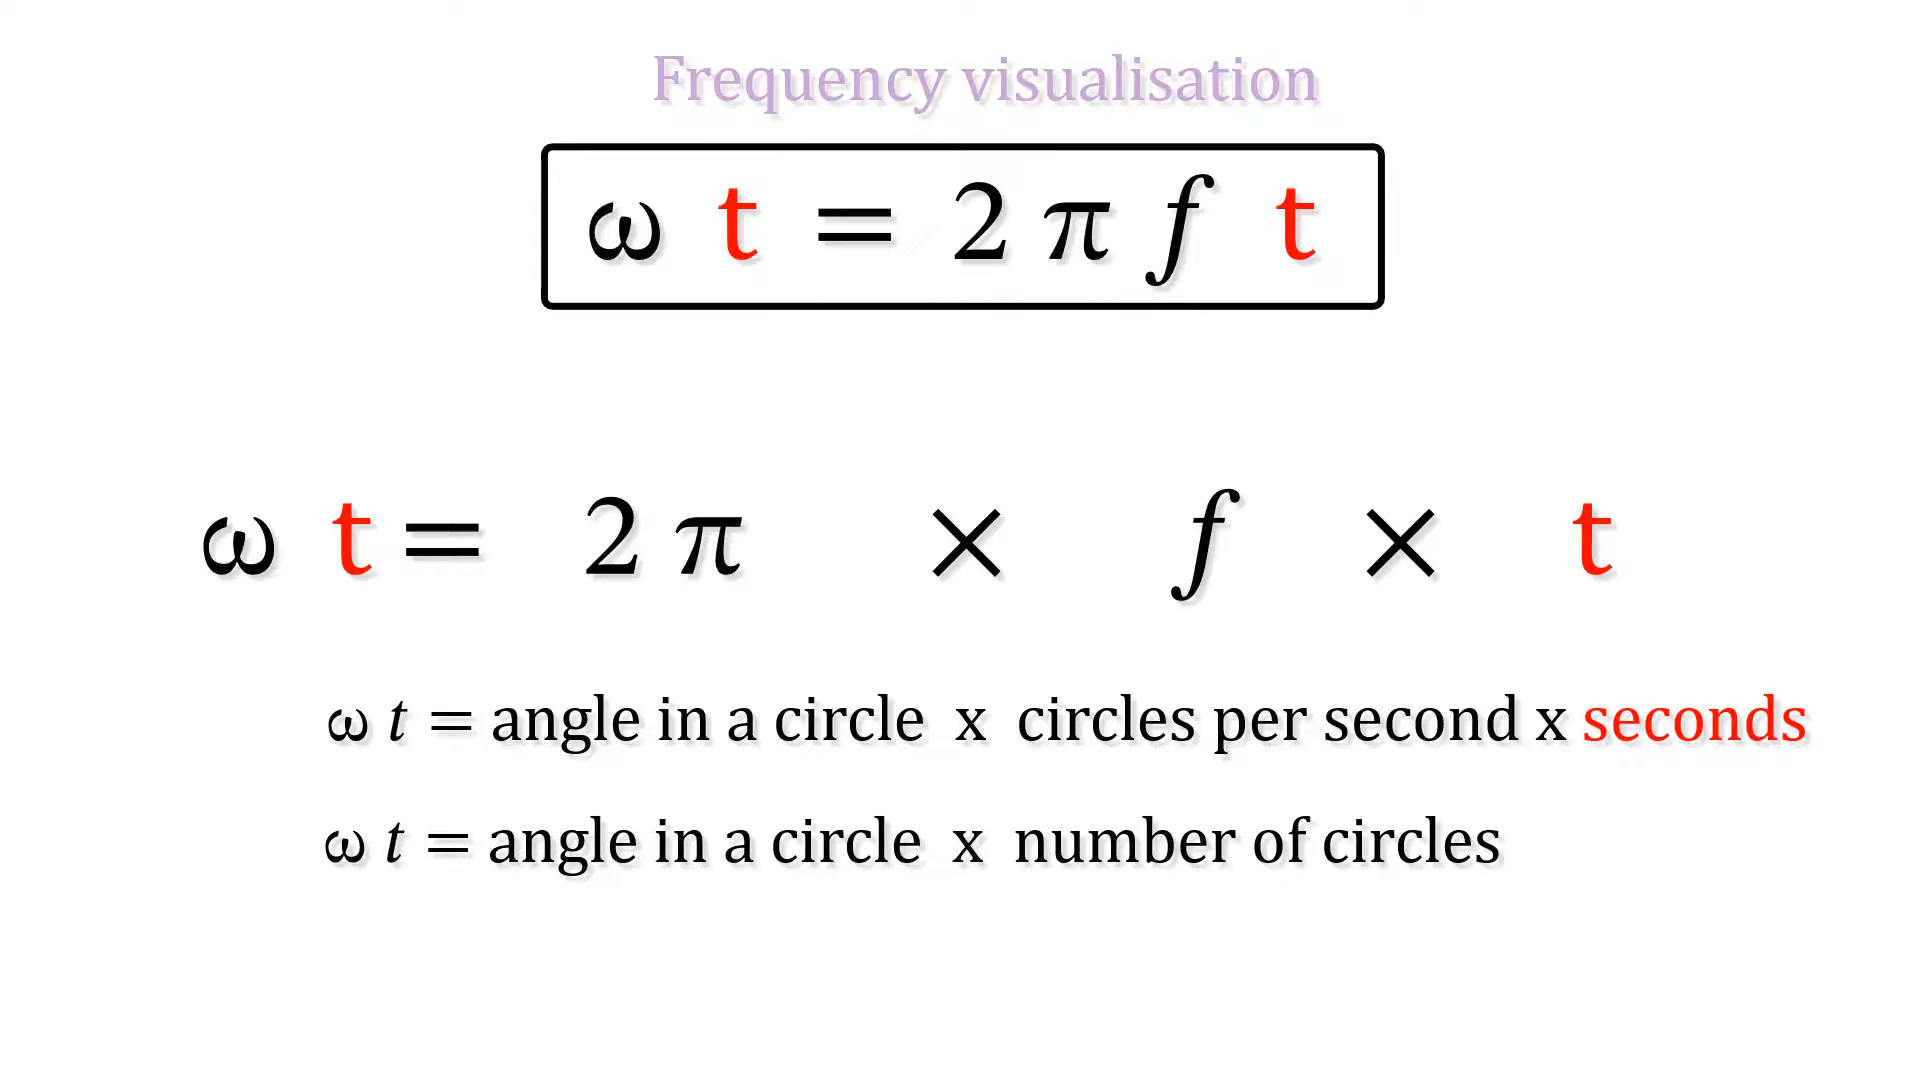 Frequency visualisation
ω t = 2 π f t
ω t = 2 π × f × t
ω t = angle in a circle x circles per second x seconds
ω t = angle in a circle x number of circles